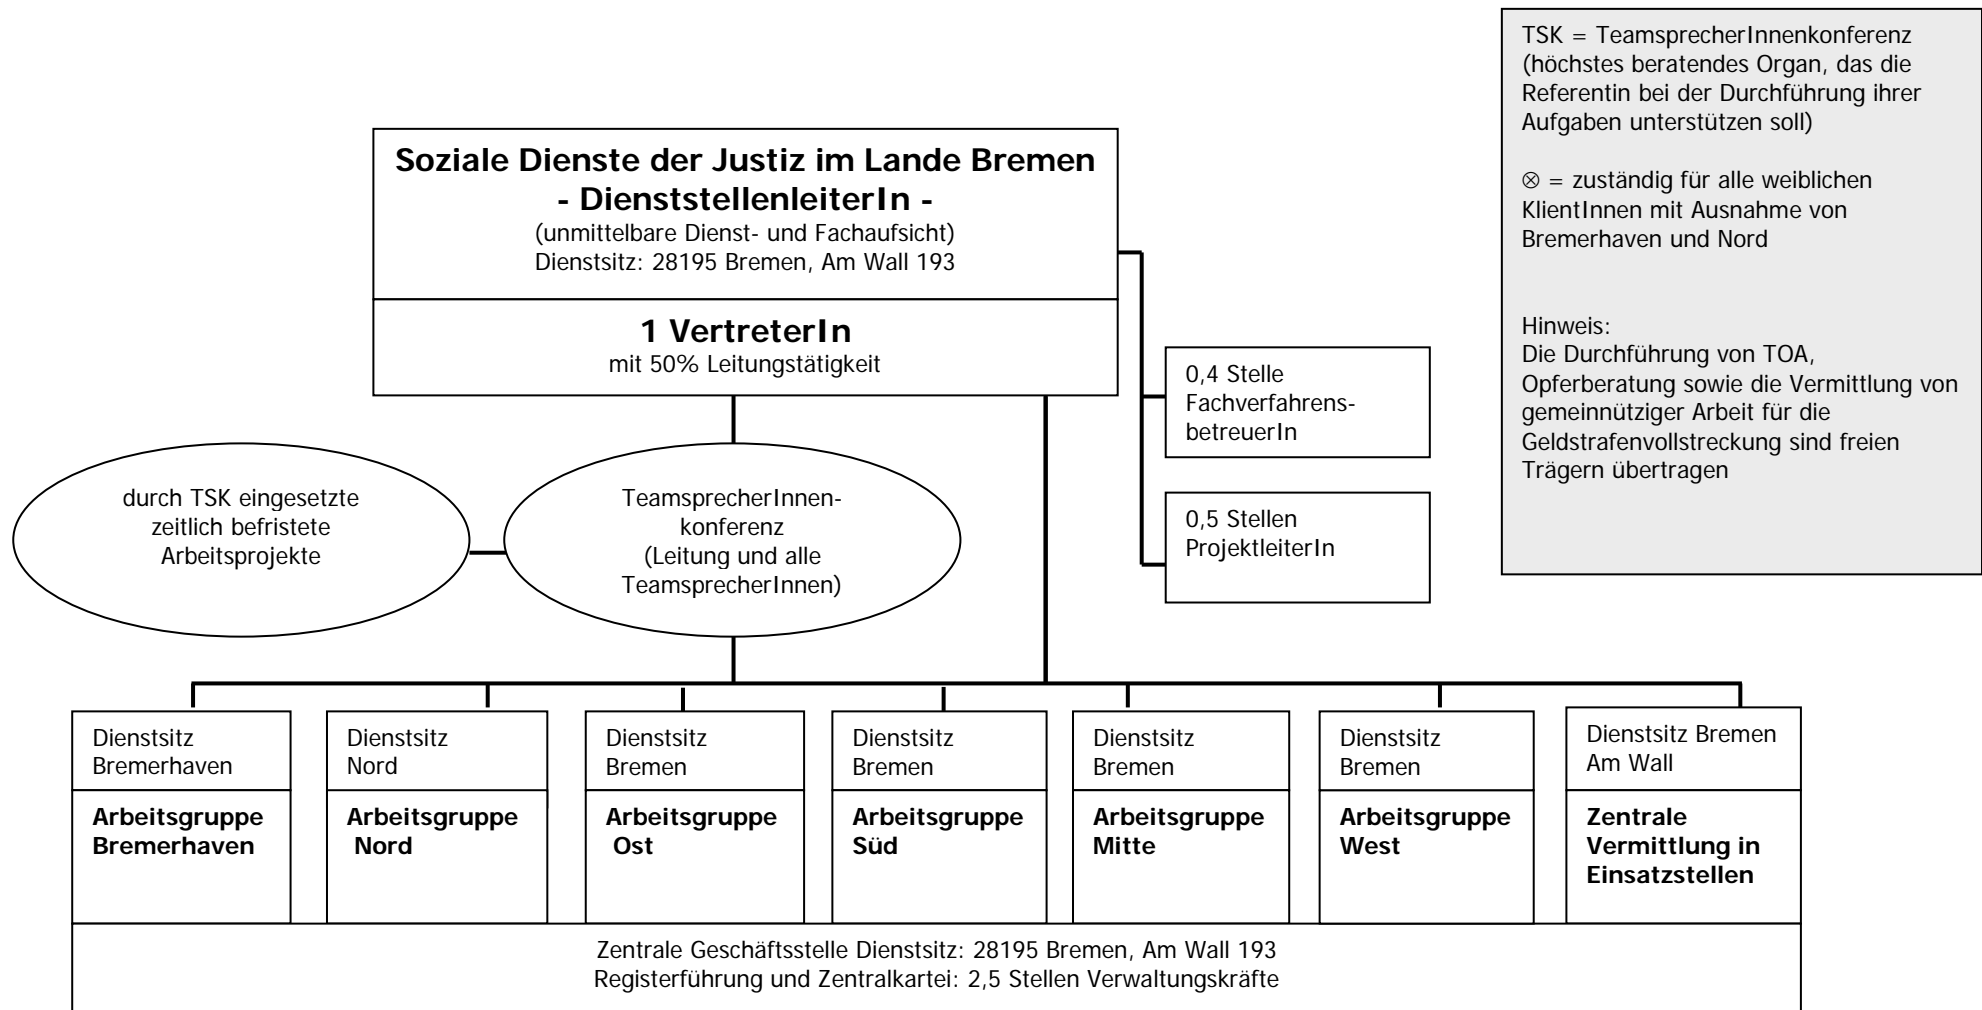 TSK = TeamsprecherInnenkonferenz
(höchstes beratendes Organ, das die
Referentin bei der Durchführung ihrer
Aufgaben unterstützen soll)
⊗ = zuständig für alle weiblichen
KlientInnen mit Ausnahme von
Bremerhaven und Nord
Hinweis:
Die Durchführung von TOA,
Opferberatung sowie die Vermittlung von
gemeinnütziger Arbeit für die
Geldstrafenvollstreckung sind freien
Trägern übertragen
Soziale Dienste der Justiz im Lande Bremen
- DienststellenleiterIn -
(unmittelbare Dienst- und Fachaufsicht)
Dienstsitz: 28195 Bremen, Am Wall 193
1 VertreterIn
mit 50% Leitungstätigkeit
0,4 Stelle
Fachverfahrens-
betreuerIn
0,5 Stellen
ProjektleiterIn
durch TSK eingesetzte
zeitlich befristete
Arbeitsprojekte
TeamsprecherInnen-
konferenz
(Leitung und alle
TeamsprecherInnen)
Dienstsitz
Bremerhaven
Arbeitsgruppe
Bremerhaven
Dienstsitz
Nord
Arbeitsgruppe
Nord
Dienstsitz
Bremen
Arbeitsgruppe
Ost
Dienstsitz
Bremen
Arbeitsgruppe
Süd
Dienstsitz
Bremen
Arbeitsgruppe
Mitte
Dienstsitz
Bremen
Arbeitsgruppe
West
Dienstsitz Bremen
Am Wall
Zentrale
Vermittlung in
Einsatzstellen
Zentrale Geschäftsstelle Dienstsitz: 28195 Bremen, Am Wall 193
Registerführung und Zentralkartei: 2,5 Stellen Verwaltungskräfte